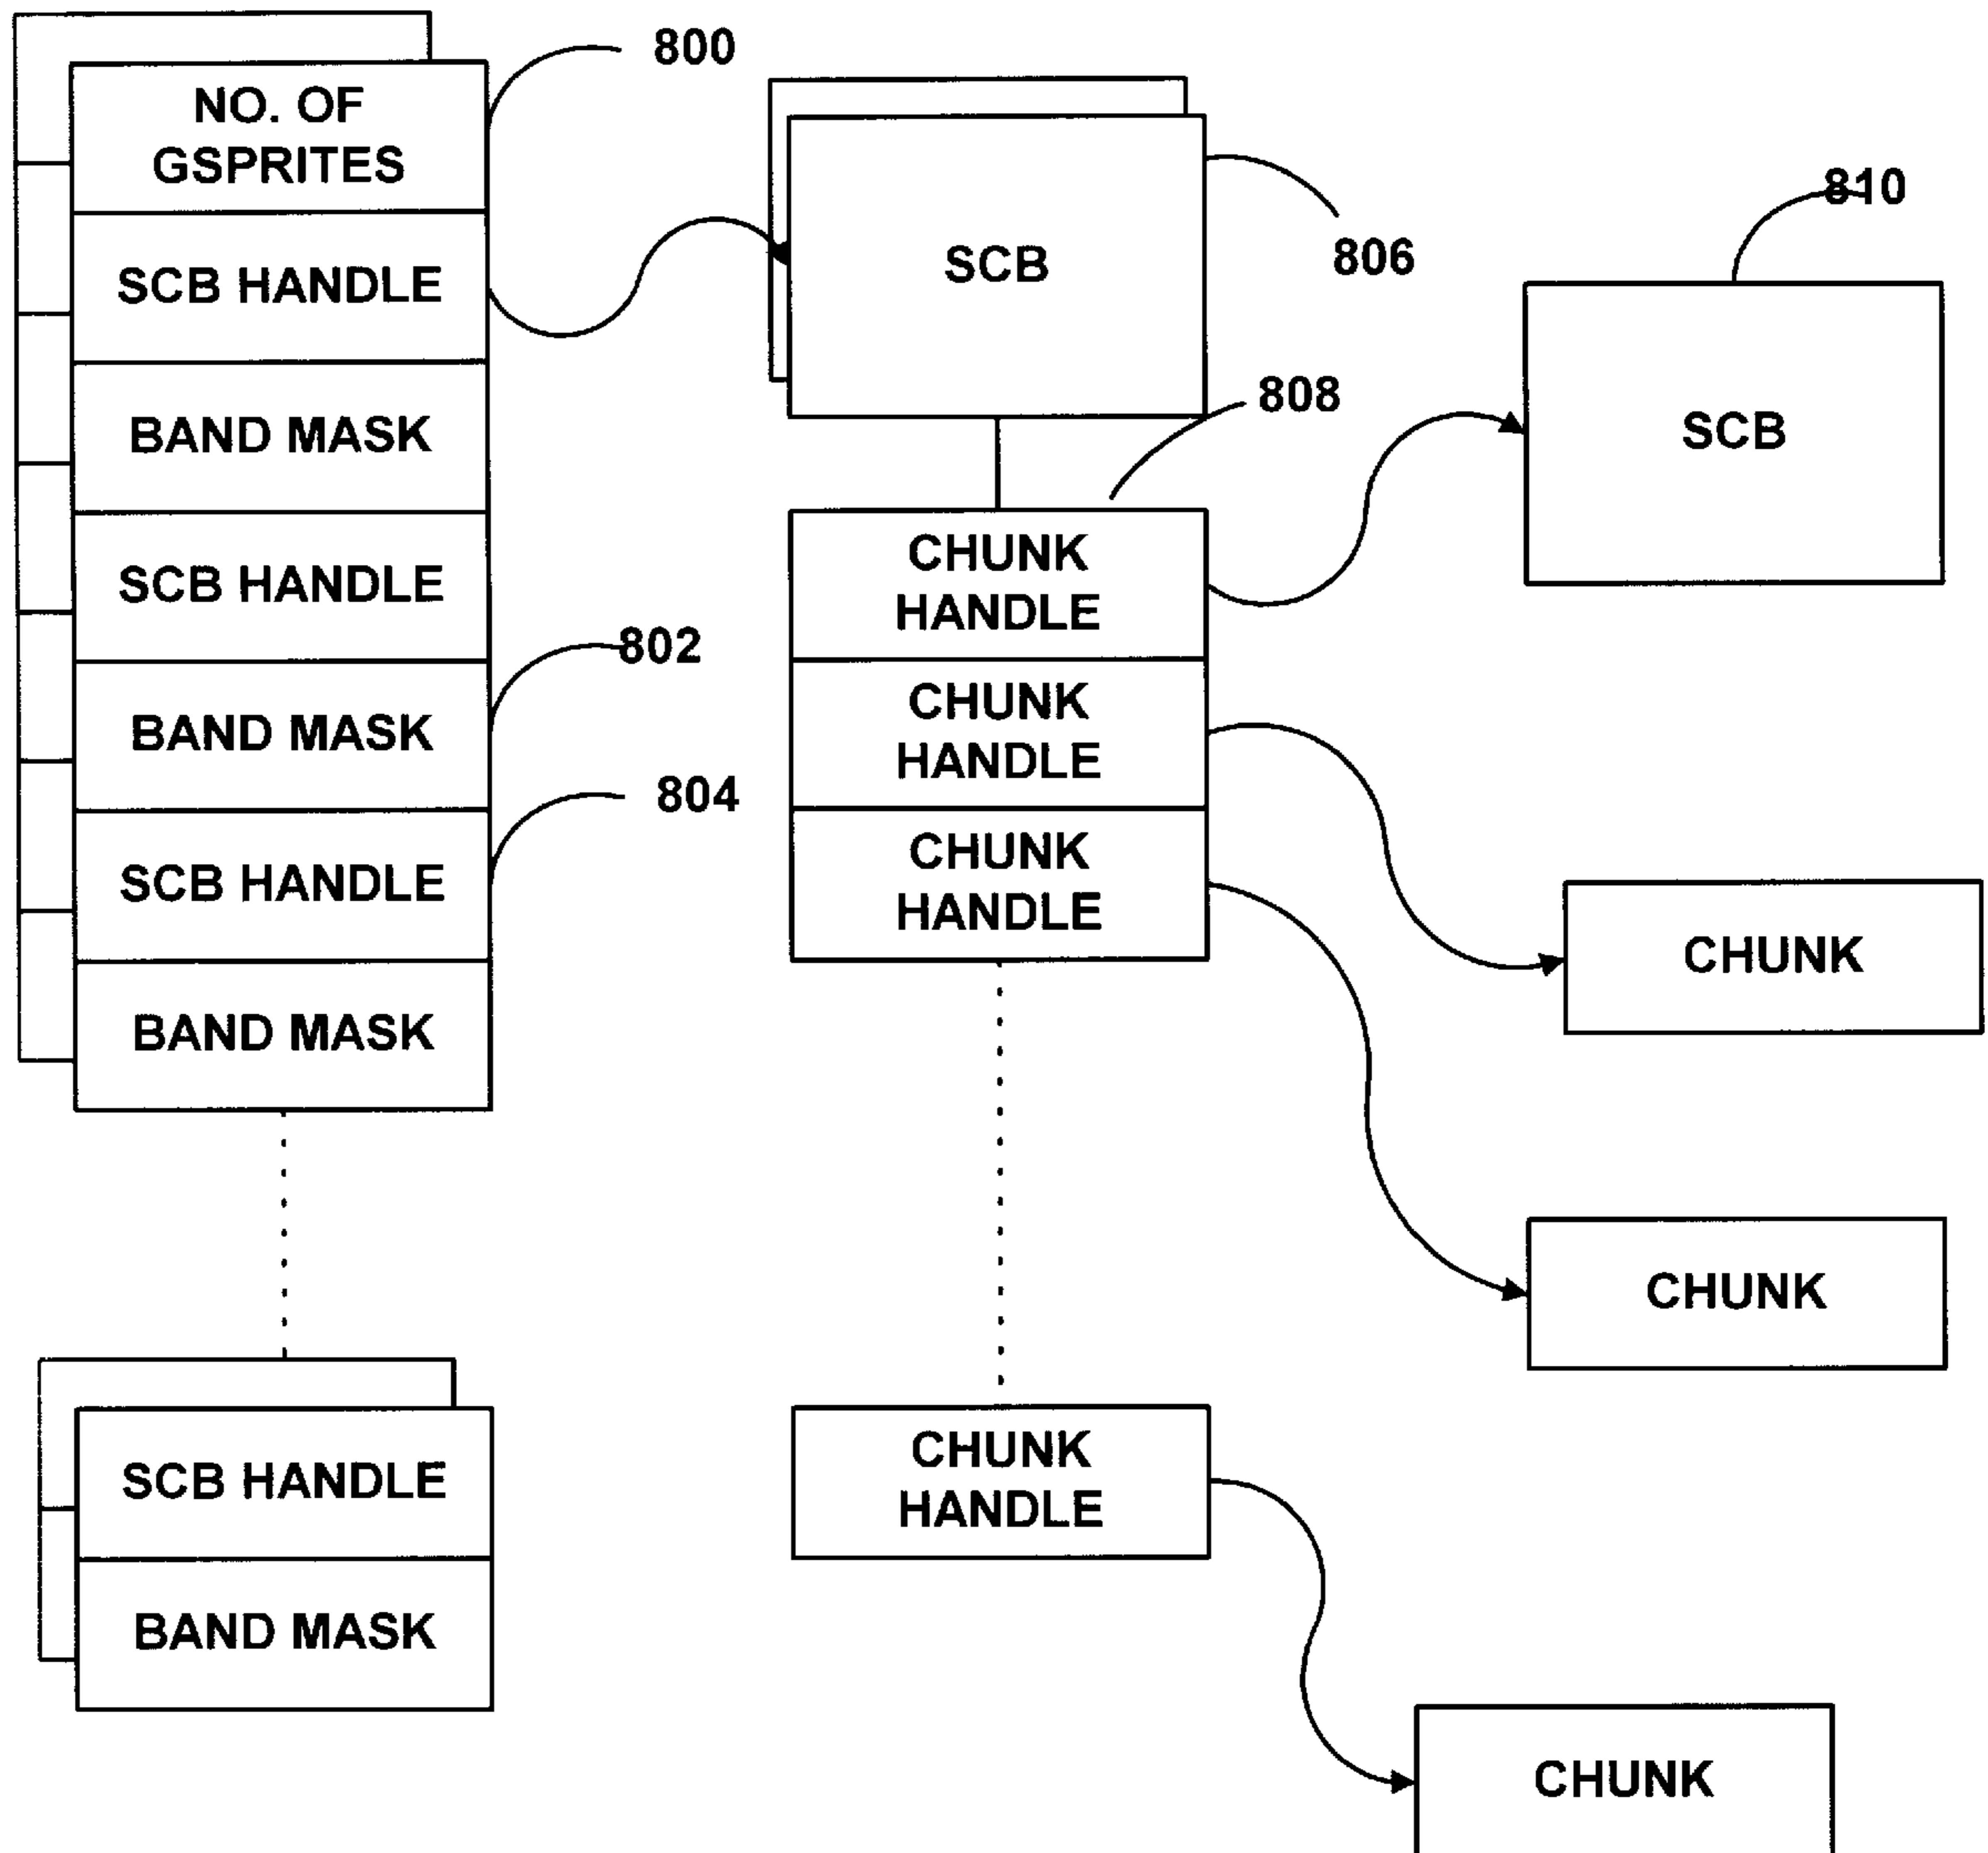 NO. OF
GSPRITES
800
SCB HANDLE
BAND MASK
SCB HANDLE
BAND MASK
802
SCB HANDLE
804
BAND MASK
SCB HANDLE
BAND MASK
SCB
806
808
CHUNK
HANDLE
CHUNK
HANDLE
CHUNK
HANDLE
CHUNK
HANDLE
810
SCB
CHUNK
CHUNK
CHUNK